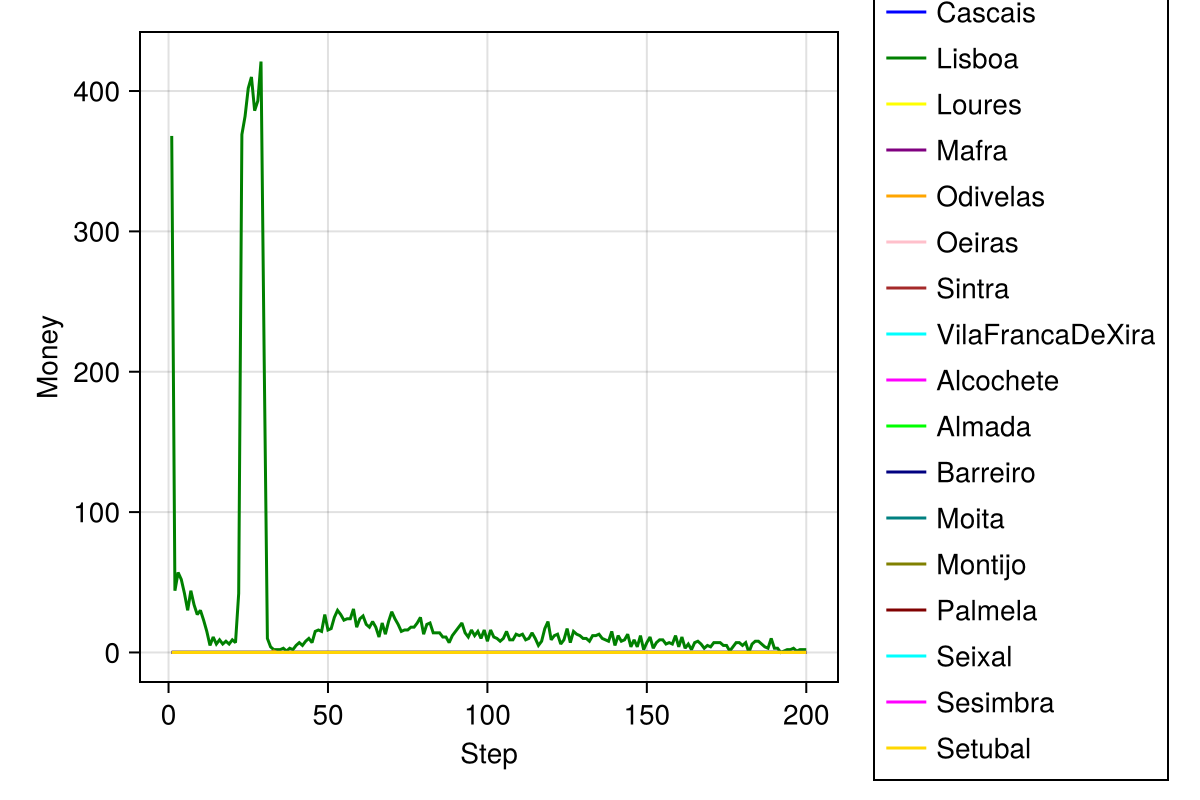 400
300
200
100
0
Money
0 50 100 150 200
Step
Cascais
Lisboa
Loures
Mafra
Odivelas
Oeiras
Sintra
VilaFrancaDeXira
Alcochete
Almada
Barreiro
Moita
Montijo
Palmela
Seixal
Sesimbra
Setubal